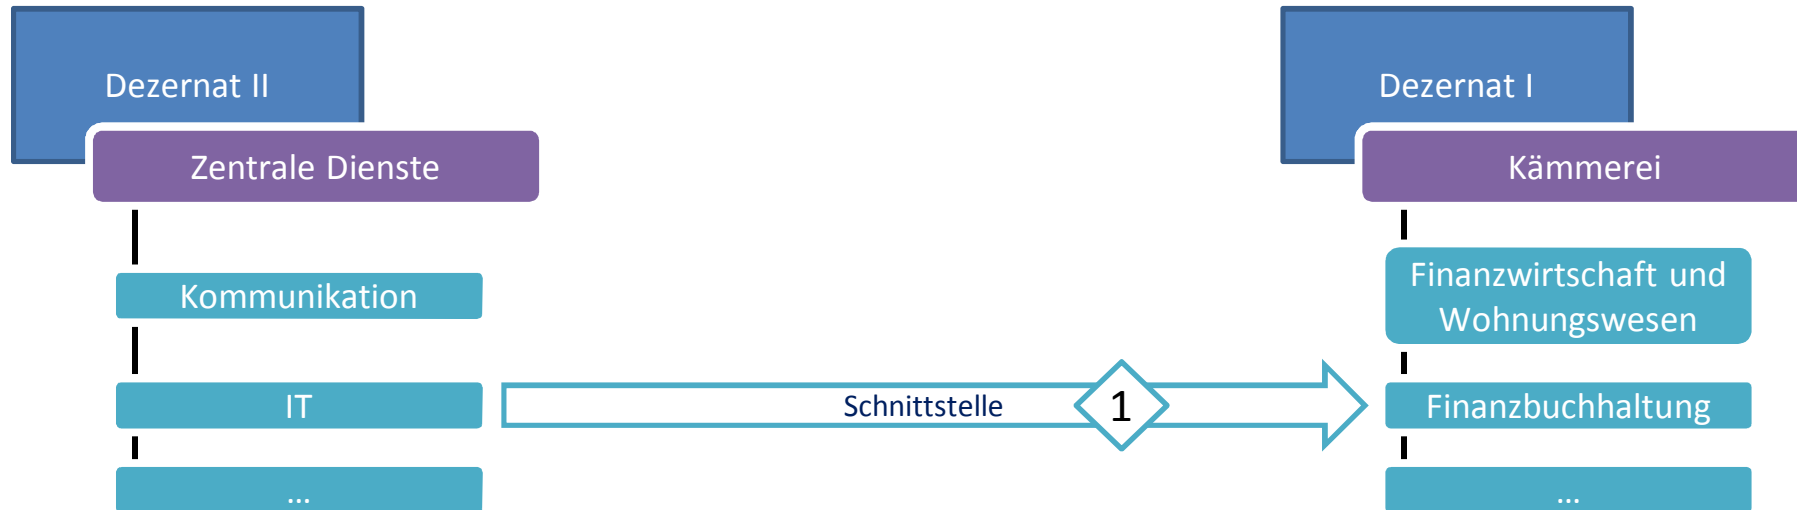 Dezernat II
Zentrale Dienste
Kommunikation
IT
...
Schnittstelle
1
Dezernat I
Kämmerei
Finanzwirtschaft und
Wohnungswesen
Finanzbuchhaltung
...